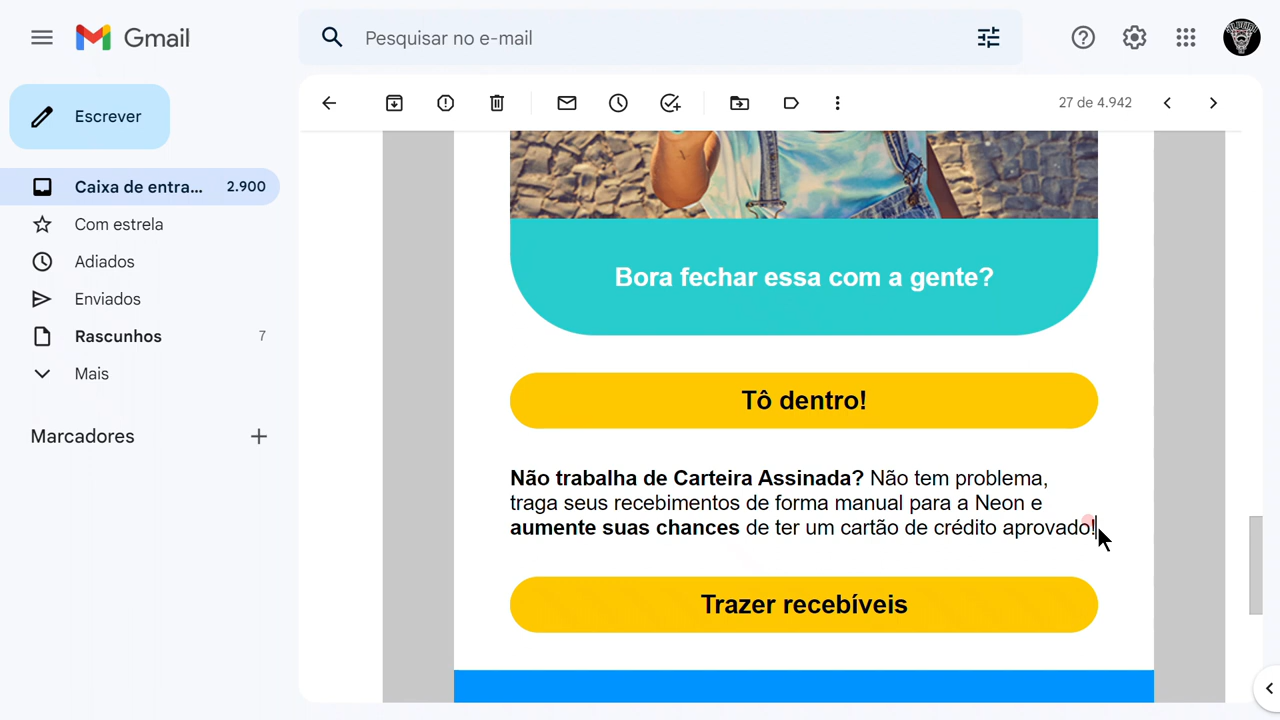 Gmail
Pesquisar no e-mail
Escrever
27 de 4.942
Caixa de entra... 2.900
Com estrela
Adiados
Enviados
Rascunhos 7
Mais
Marcadores
Bora fechar essa com a gente?
Tô dentro!
Não trabalha de Carteira Assinada? Não tem problema,
traga seus recebimentos de forma manual para a Neon e
aumente suas chances de ter um cartão de crédito aprovado!
Trazer recebíveis